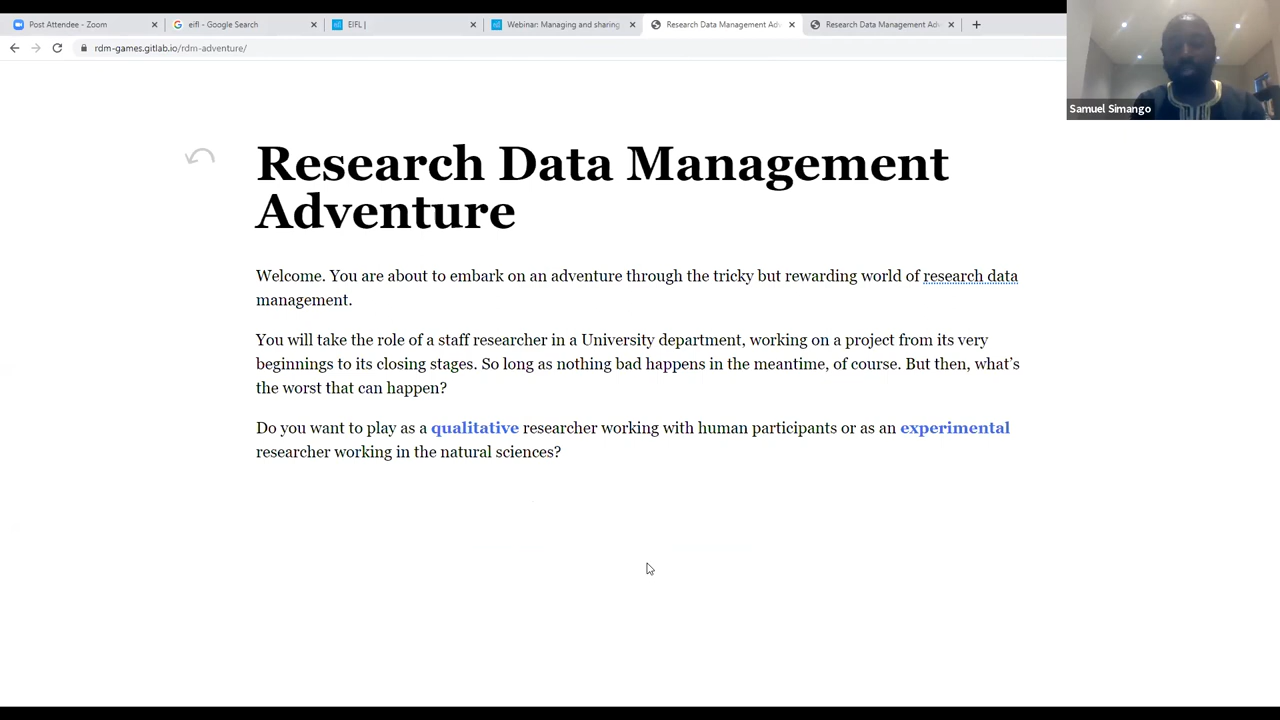 Post Attendee - Zoom
eifl - Google Search
EIFL |
Webinar: Managing and sharing
Research Data Management Adv
Research Data Management Adv
rdm-games.gitlab.io/rdm-adventure/
Samuel Simango
Research Data Management
Adventure
Welcome. You are about to embark on an adventure through the tricky but rewarding world of research data
management.
You will take the role of a staff researcher in a University department, working on a project from its very
beginnings to its closing stages. So long as nothing bad happens in the meantime, of course. But then, what’s
the worst that can happen?
Do you want to play as a qualitative researcher working with human participants or as an experimental
researcher working in the natural sciences?